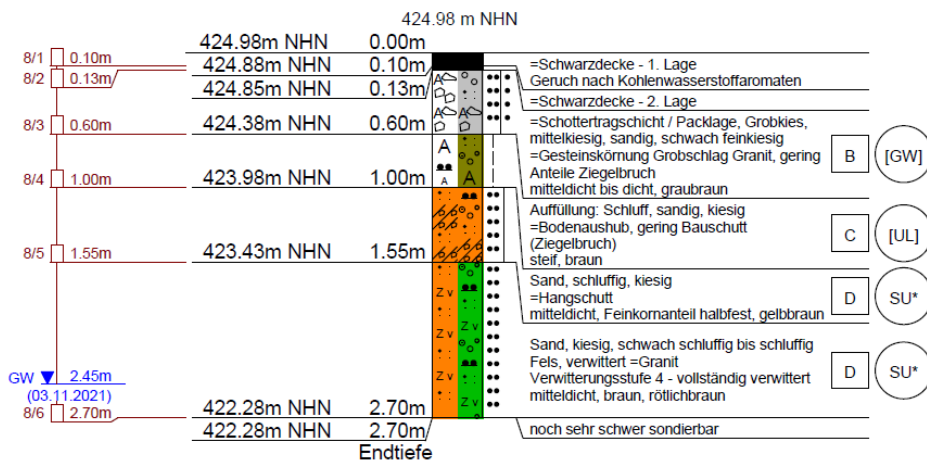 424.98 m NHN
424.98m NHN 0.00m
8/1 0.10m
424.88m NHN 0.10m
8/2 0.13m
424.85m NHN 0.13m
8/3 0.60m
424.38m NHN 0.60m
8/4 1.00m
423.98m NHN 1.00m
8/5 1.55m
423.43m NHN 1.55m
GW 2.45m
(03.11.2021)
8/6 2.70m
422.28m NHN 2.70m
422.28m NHN 2.70m
Endtiefe
A
A
A
A
A
A
Z v
Z v
Z v
Z v
Z v
Z v
=Schwarzdecke - 1. Lage
Geruch nach Kohlenwasserstoffaromaten
=Schwarzdecke - 2. Lage
=Schottertragschicht / Packlage, Grobkies,
mittelkiesig, sandig, schwach feinkiesig
=Gesteinskörnung Grobschlag Granit, gering
Anteile Ziegelbruch
mitteldicht bis dicht, graubraun
B [GW]
Auffüllung: Schluff, sandig, kiesig
=Bodenaushub, gering Bauschutt
(Ziegelbruch)
steif, braun
C [UL]
Sand, schluffig, kiesig
=Hangschutt
mitteldicht, Feinkornanteil halbfest, gelbbraun
D SU*
Sand, kiesig, schwach schluffig bis schluffig
Fels, verwittert =Granit
Verwitterungsstufe 4 - vollständig verwittert
mitteldicht, braun, rötlichbraun
D SU*
noch sehr schwer sondierbar